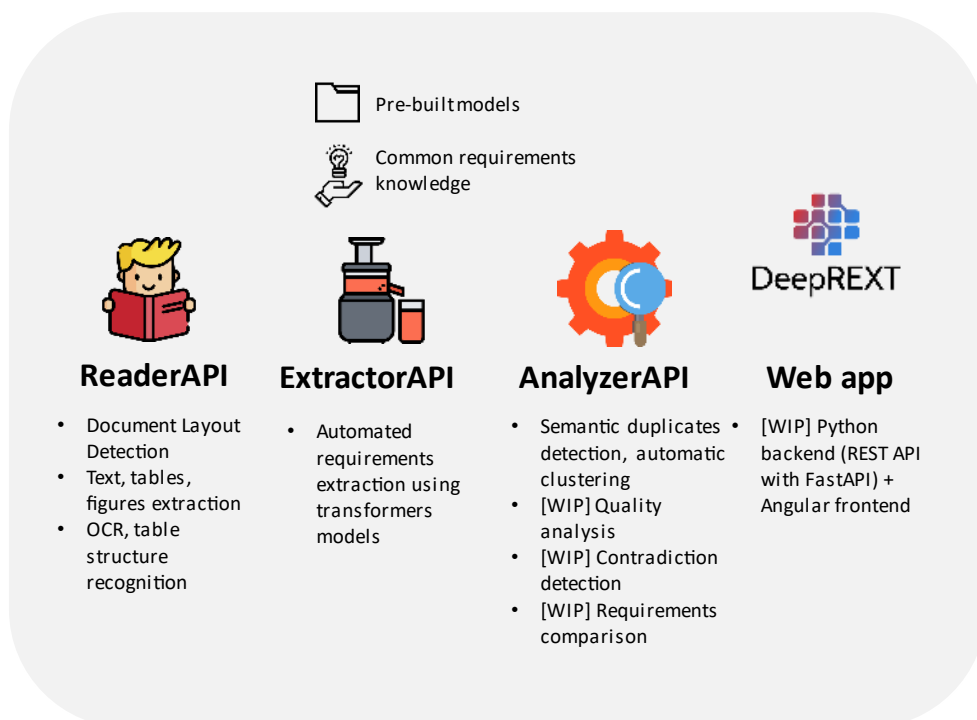 Pre-built models
Common requirements
knowledge
DeepREXT
ReaderAPI
• Document Layout
Detection
• Text, tables,
figures extraction
• OCR, table
structure
recognition
ExtractorAPI
• Automated
requirements
extraction using
transformers
models
AnalyzerAPI
• Semantic duplicates
detection, automatic
clustering
• [WIP] Quality
analysis
• [WIP] Contradiction
detection
• [WIP] Requirements
comparison
Web app
• [WIP] Python
backend (REST API
with FastAPI) +
Angular frontend